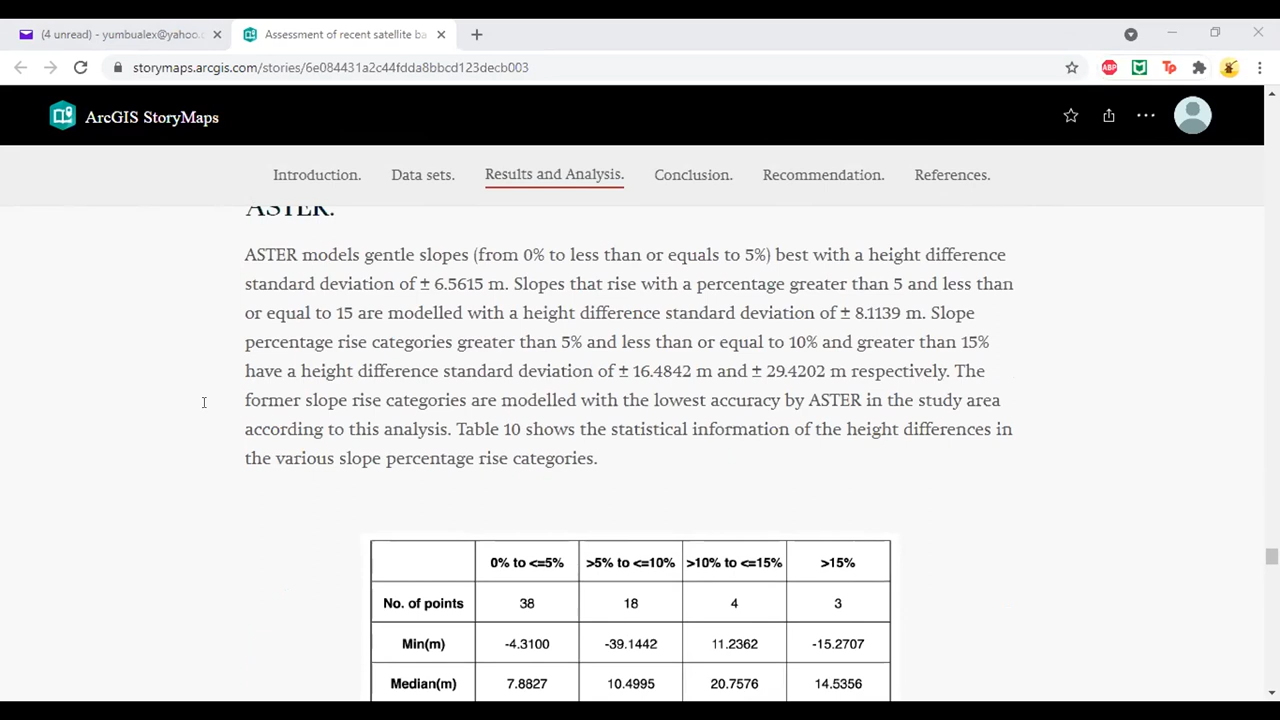 (4 unread) - yumbualex@yahoo.c
Assessment of recent satellite ba
storymaps.arcgis.com/stories/6e084431a2c44fdda8bbcd123decb003
ABP
Tp
ArcGIS StoryMaps
Introduction. Data sets. Results and Analysis. Conclusion. Recommendation. References.
ASTER.
ASTER models gentle slopes (from 0% to less than or equals to 5%) best with a height difference
standard deviation of ± 6.5615 m. Slopes that rise with a percentage greater than 5 and less than
or equal to 15 are modelled with a height difference standard deviation of ± 8.1139 m. Slope
percentage rise categories greater than 5% and less than or equal to 10% and greater than 15%
have a height difference standard deviation of ± 16.4842 m and ± 29.4202 m respectively. The
former slope rise categories are modelled with the lowest accuracy by ASTER in the study area
according to this analysis. Table 10 shows the statistical information of the height differences in
the various slope percentage rise categories.
0% to <=5% >5% to <=10% >10% to <=15% >15%
No. of points 38 18 4 3
Min(m) -4.3100 -39.1442 11.2362 -15.2707
Median(m) 7.8827 10.4995 20.7576 14.5356